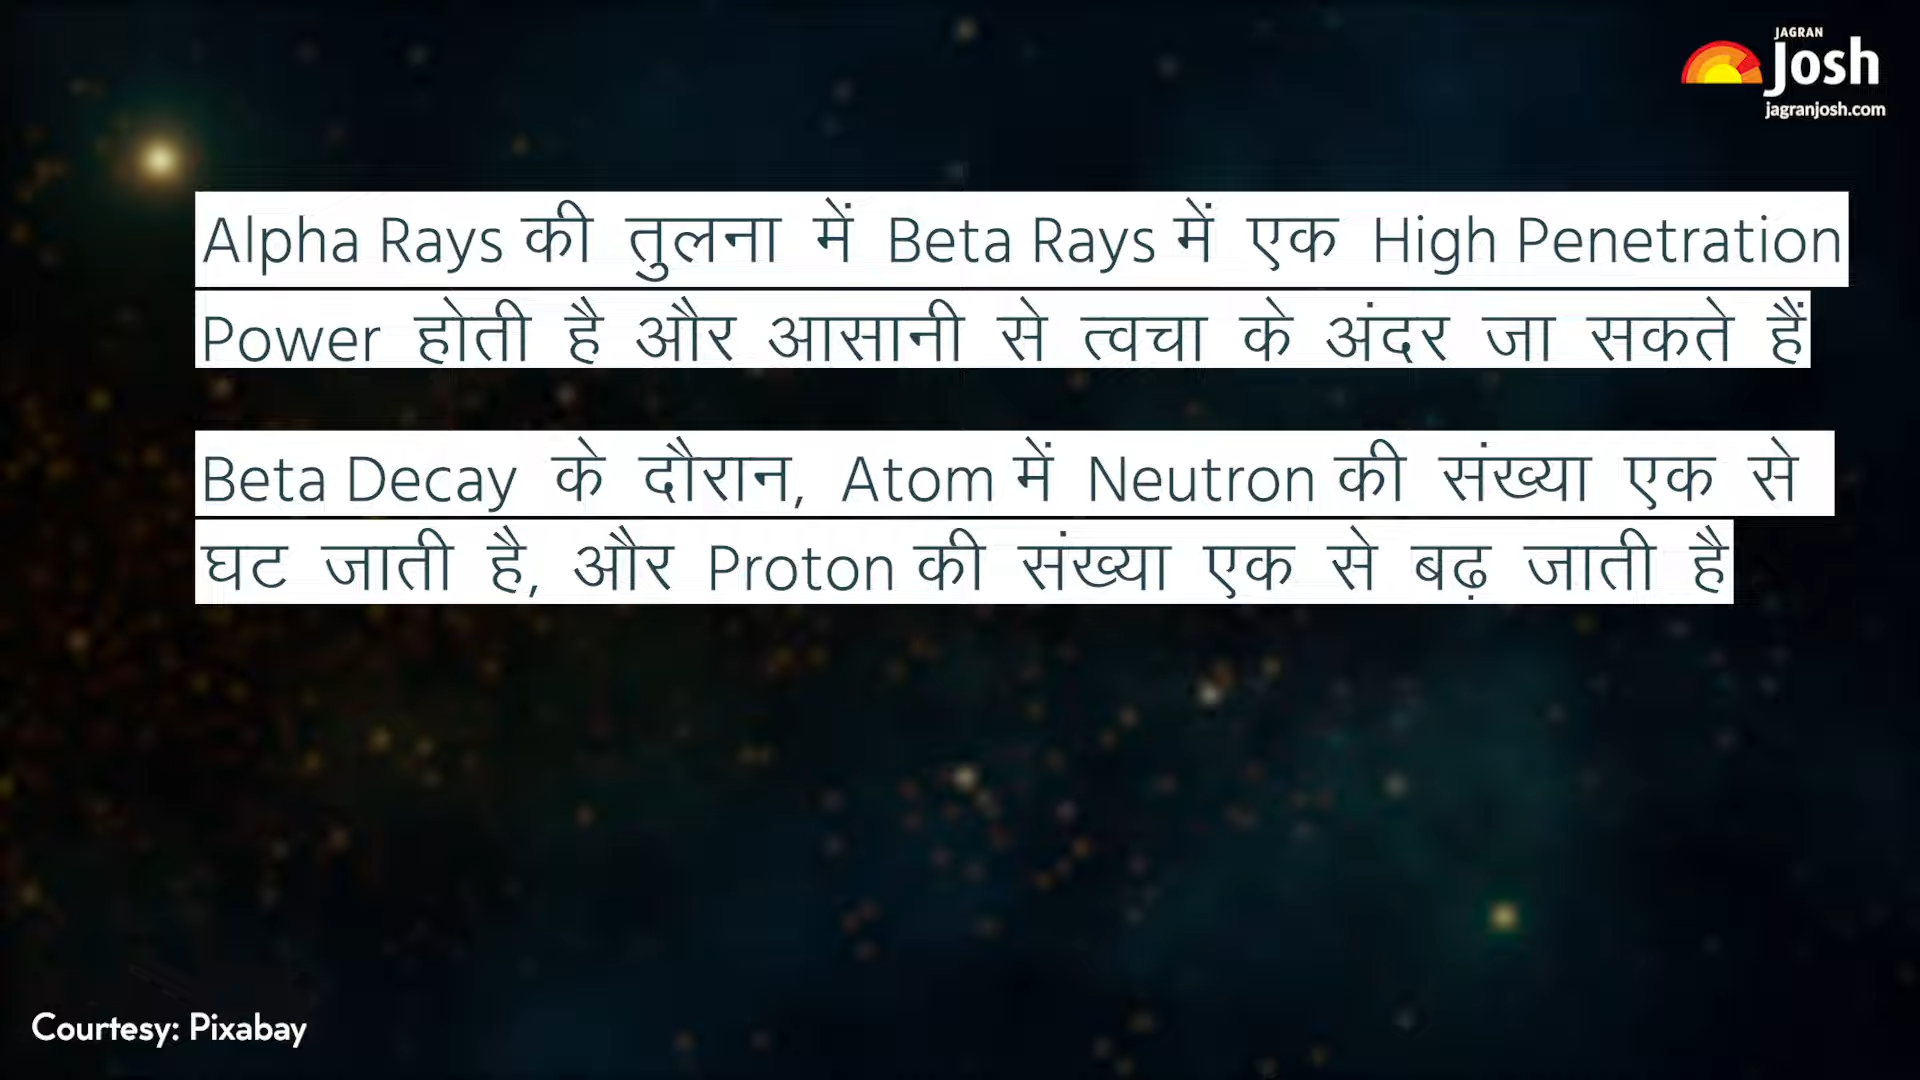 JAGRAN
Josh
jagranjosh.com
Alpha Rays की तुलना में Beta Rays में एक High Penetration
Power होती है और आसानी से त्वचा के अंदर जा सकते हैं
Beta Decay के दौरान, Atom में Neutron की संख्या एक से
घट जाती है, और Proton की संख्या एक से बढ़ जाती है
Courtesy: Pixabay